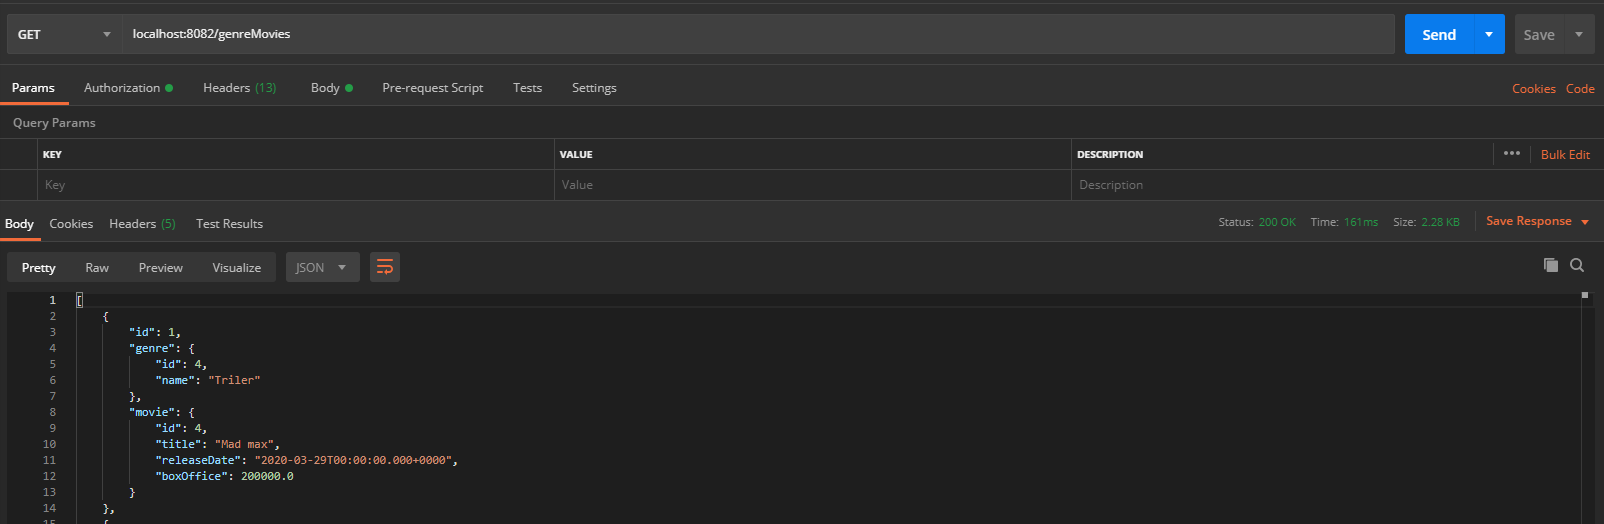 GET localhost:8082/genreMovies Send Save
Params Authorization Headers (13) Body Pre-request Script Tests Settings Cookies Code
Query Params
KEY VALUE DESCRIPTION ••• Bulk Edit
Key Value Description
Body Cookies Headers (5) Test Results Status: 200 OK Time: 161ms Size: 2.28 KB Save Response
Pretty Raw Preview Visualize JSON
1 [
2 {
3 "id": 1,
4 "genre": {
5 "id": 4,
6 "name": "Triler"
7 },
8 "movie": {
9 "id": 4,
10 "title": "Mad max",
11 "releaseDate": "2020-03-29T00:00:00.000+0000",
12 "boxOffice": 200000.0
13 }
14 },
15 {